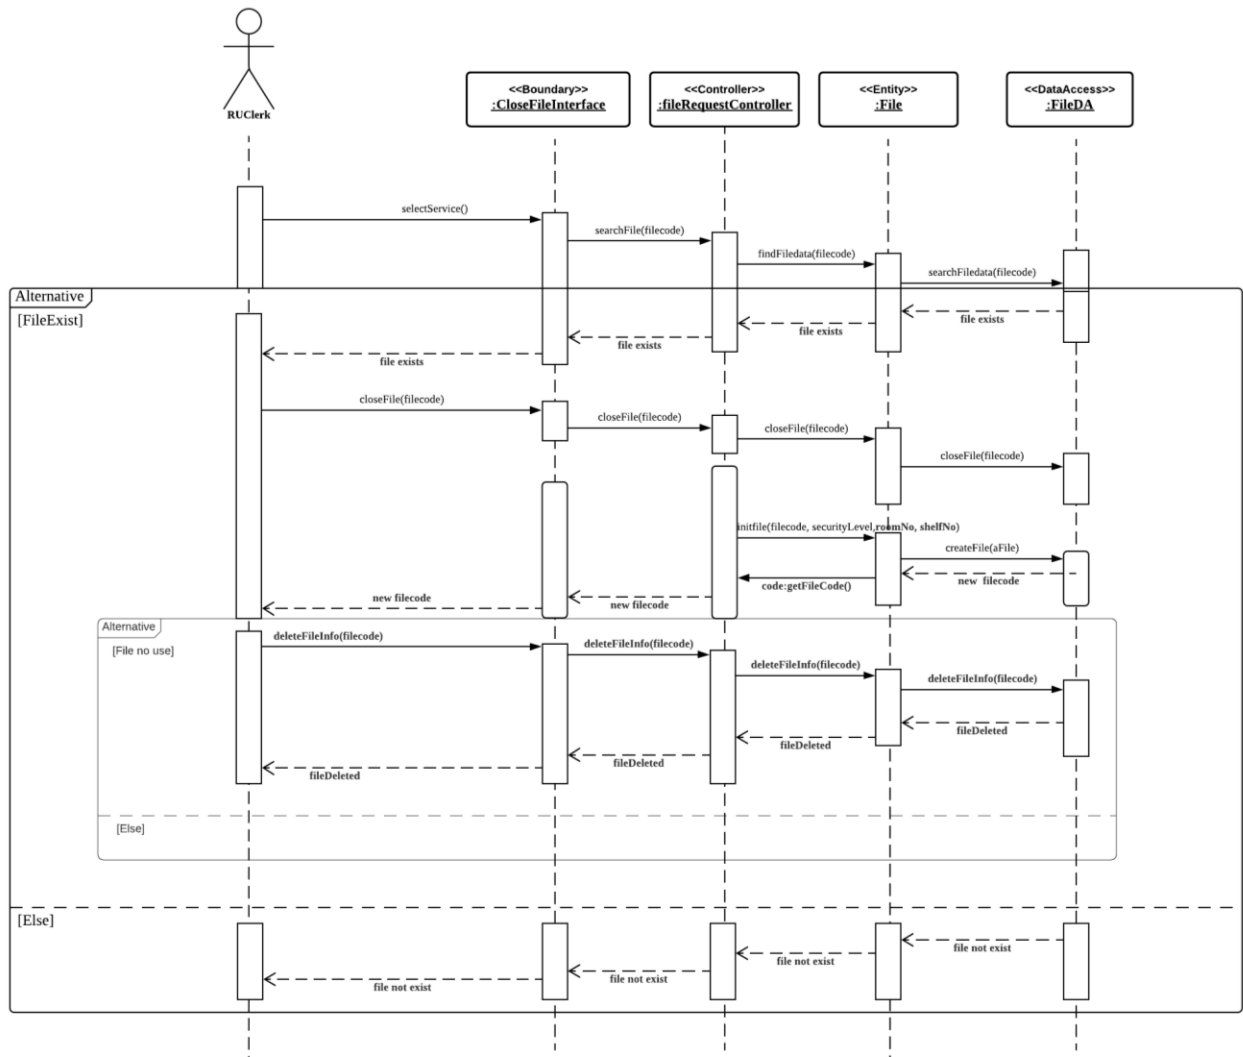 RUClerk
<<Boundary>>
:CloseFileInterface
<<Controller>>
:fileRequestController
<<Entity>>
:File
<<DataAccess>>
:FileDA
selectService()
searchFile(filecode)
findFiledata(filecode)
searchFiledata(filecode)
Alternative
[FileExist]
file exists
file exists
file exists
file exists
closeFile(filecode)
closeFile(filecode)
closeFile(filecode)
closeFile(filecode)
initfile(filecode, securityLevel,roomNo, shelfNo)
createFile(aFile)
new filecode
code:getFileCode()
new filecode
new filecode
Alternative
[File no use]
deleteFileInfo(filecode)
deleteFileInfo(filecode)
deleteFileInfo(filecode)
deleteFileInfo(filecode)
fileDeleted
fileDeleted
fileDeleted
fileDeleted
[Else]
[Else]
file not exist
file not exist
file not exist
file not exist